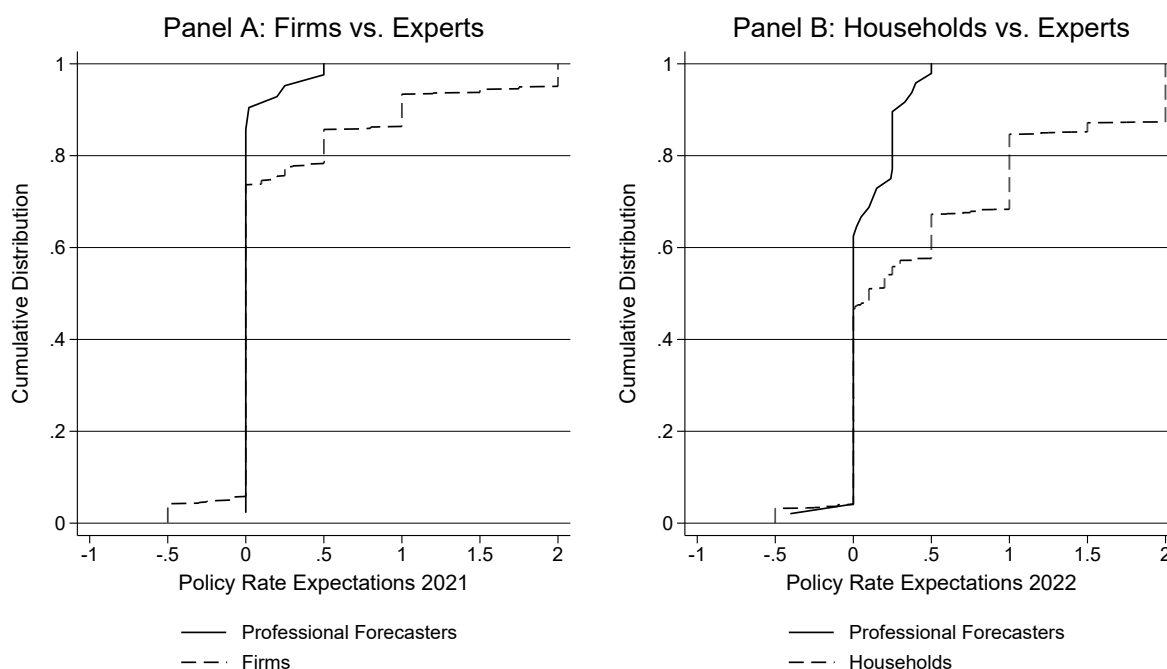 Panel A: Firms vs. Experts
1
.8
.6
.4
.2
0
Cumulative Distribution
-1 -.5 0 .5 1 1.5 2
Policy Rate Expectations 2021
Professional Forecasters
Firms
Panel B: Households vs. Experts
1
.8
.6
.4
.2
0
Cumulative Distribution
-1 -.5 0 .5 1 1.5 2
Policy Rate Expectations 2022
Professional Forecasters
Households